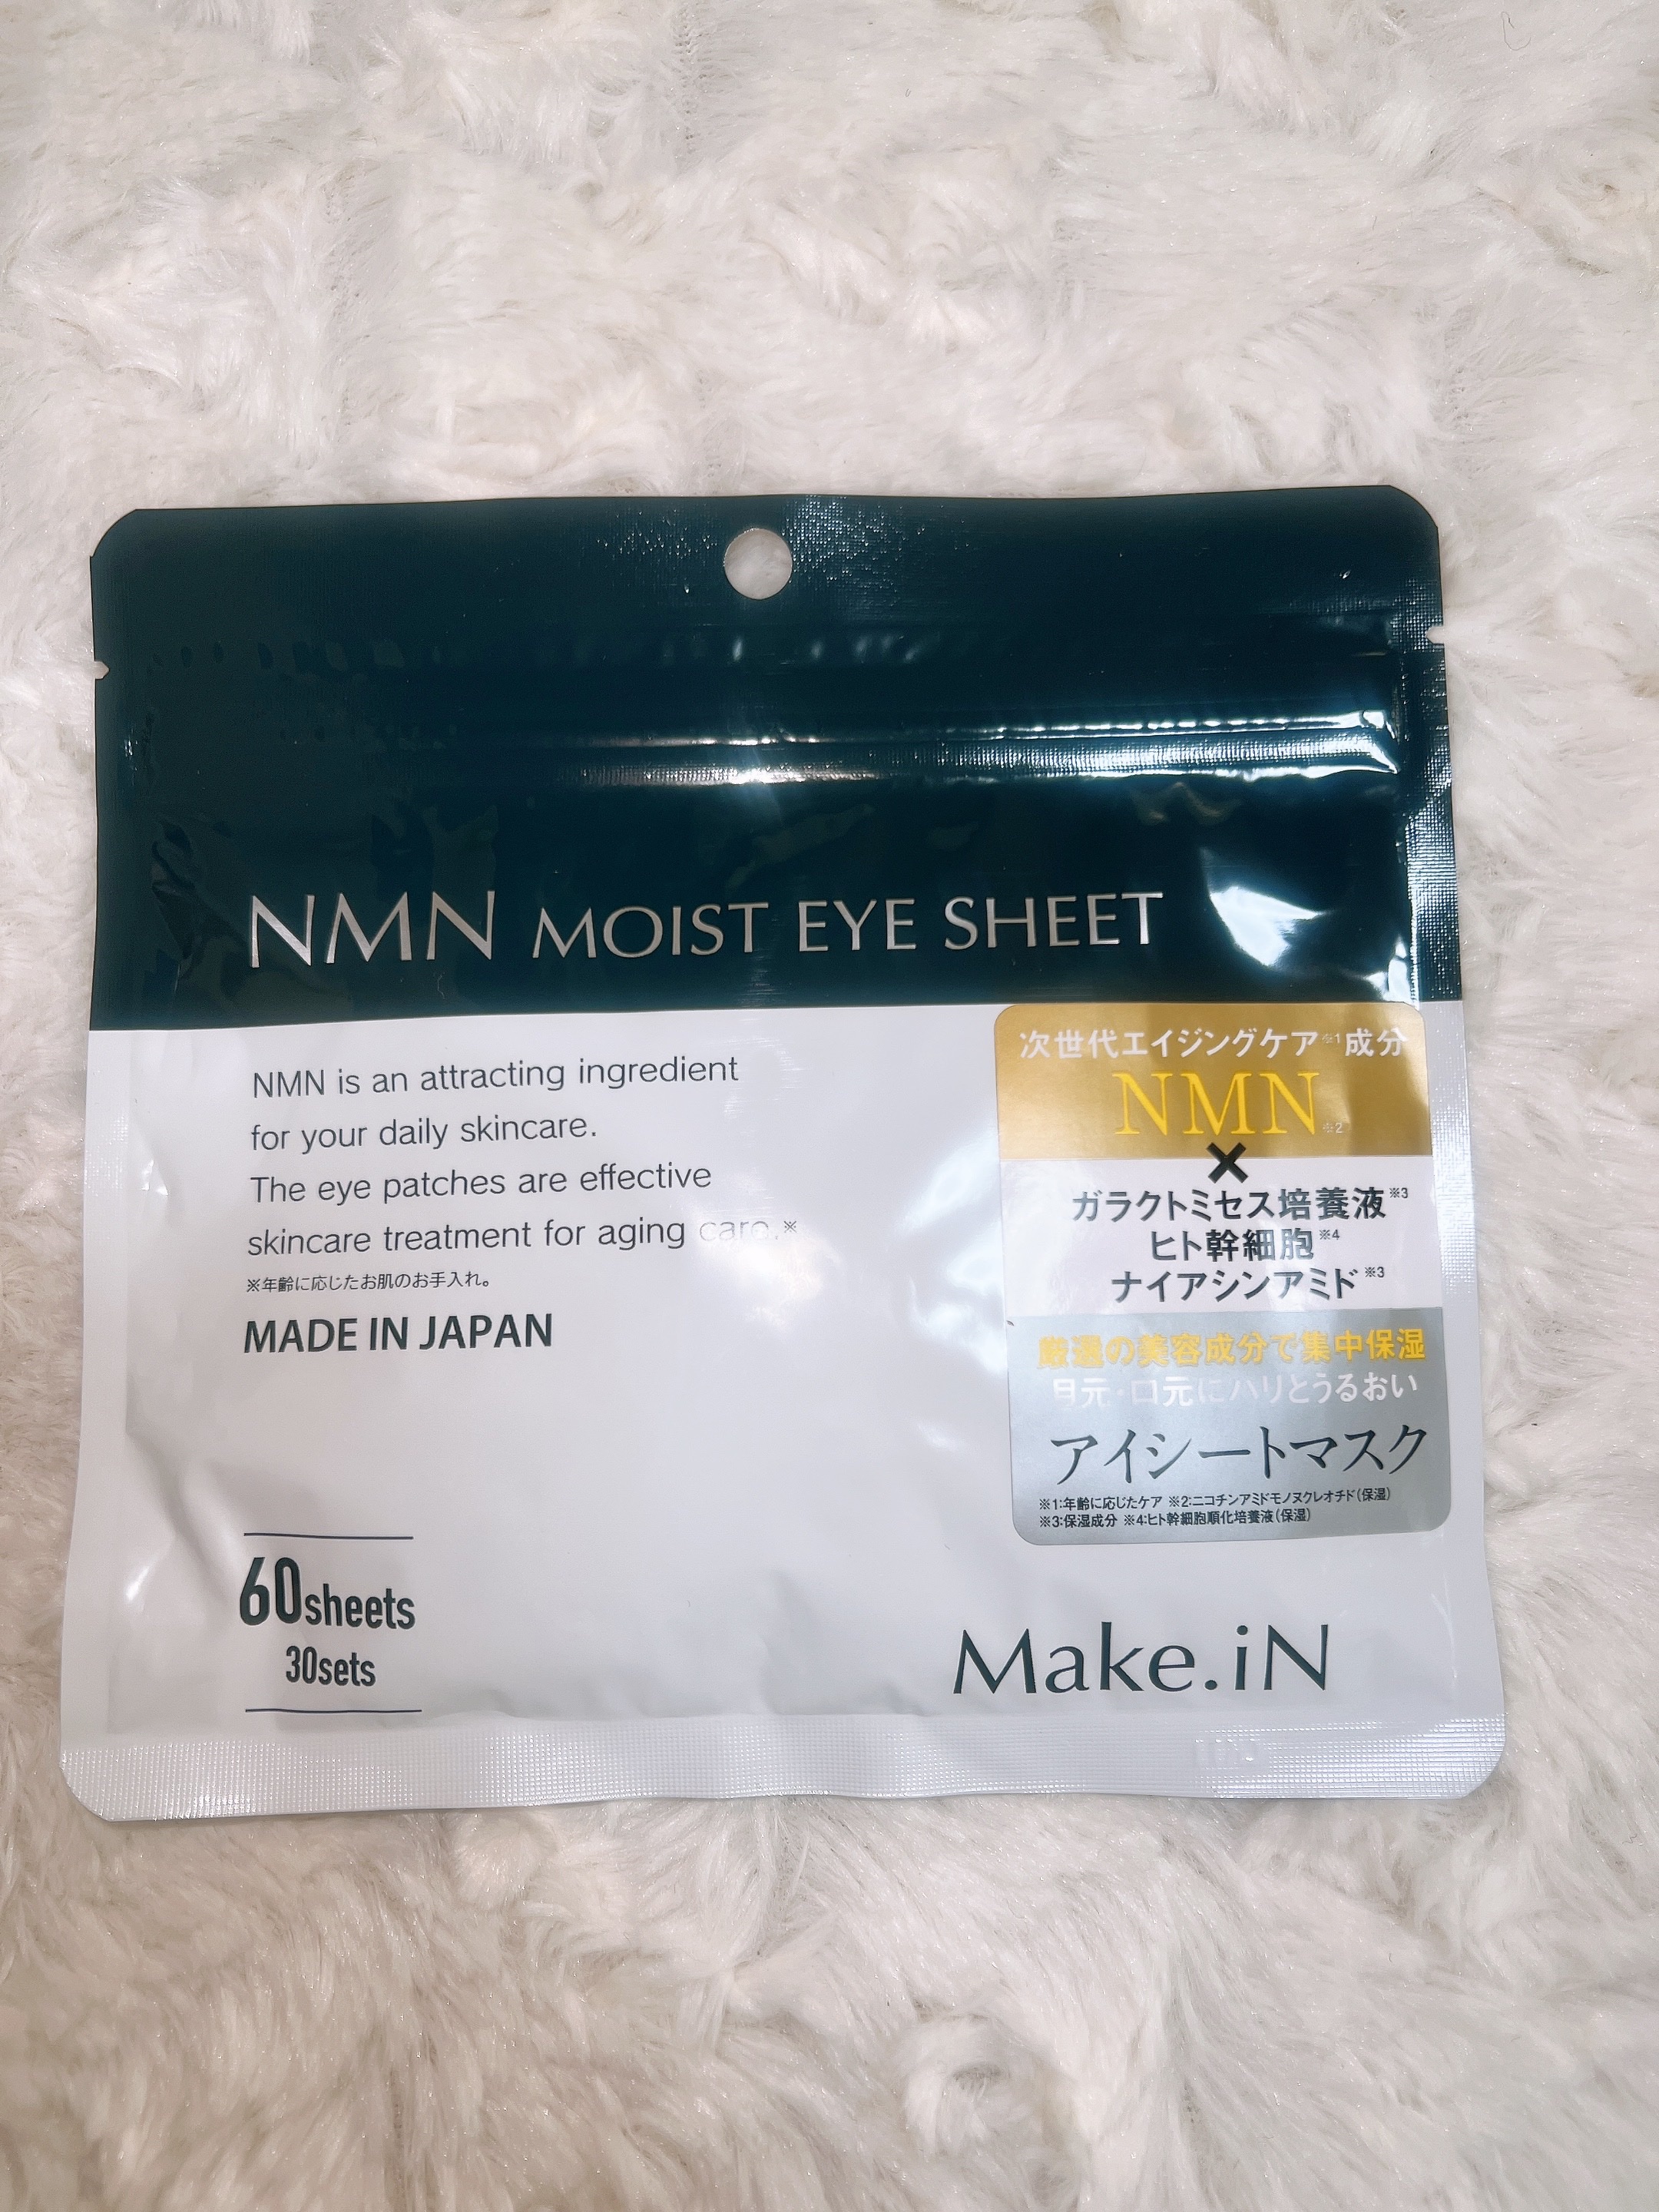 NMN MOIST EYE SHEET
NMN is an attracting ingredient
for your daily skincare.
The eye patches are effective
skincare treatment for aging care.※
※年齢に応じたお肌のお手入れ。
MADE IN JAPAN
次世代エイジングケア※1成分
NMN※2
×
ガラクトミセス培養液※3
ヒト幹細胞※4
ナイアシンアミド※3
厳選の美容成分で集中保湿
目元・口元にハリとうるおい
アイシートマスク
※1:年齢に応じたケア ※2:ニコチンアミドモノヌクレオチド(保湿)
※3:保湿成分 ※4:ヒト幹細胞順化培養液(保湿)
60sheets
30sets
Make.iN